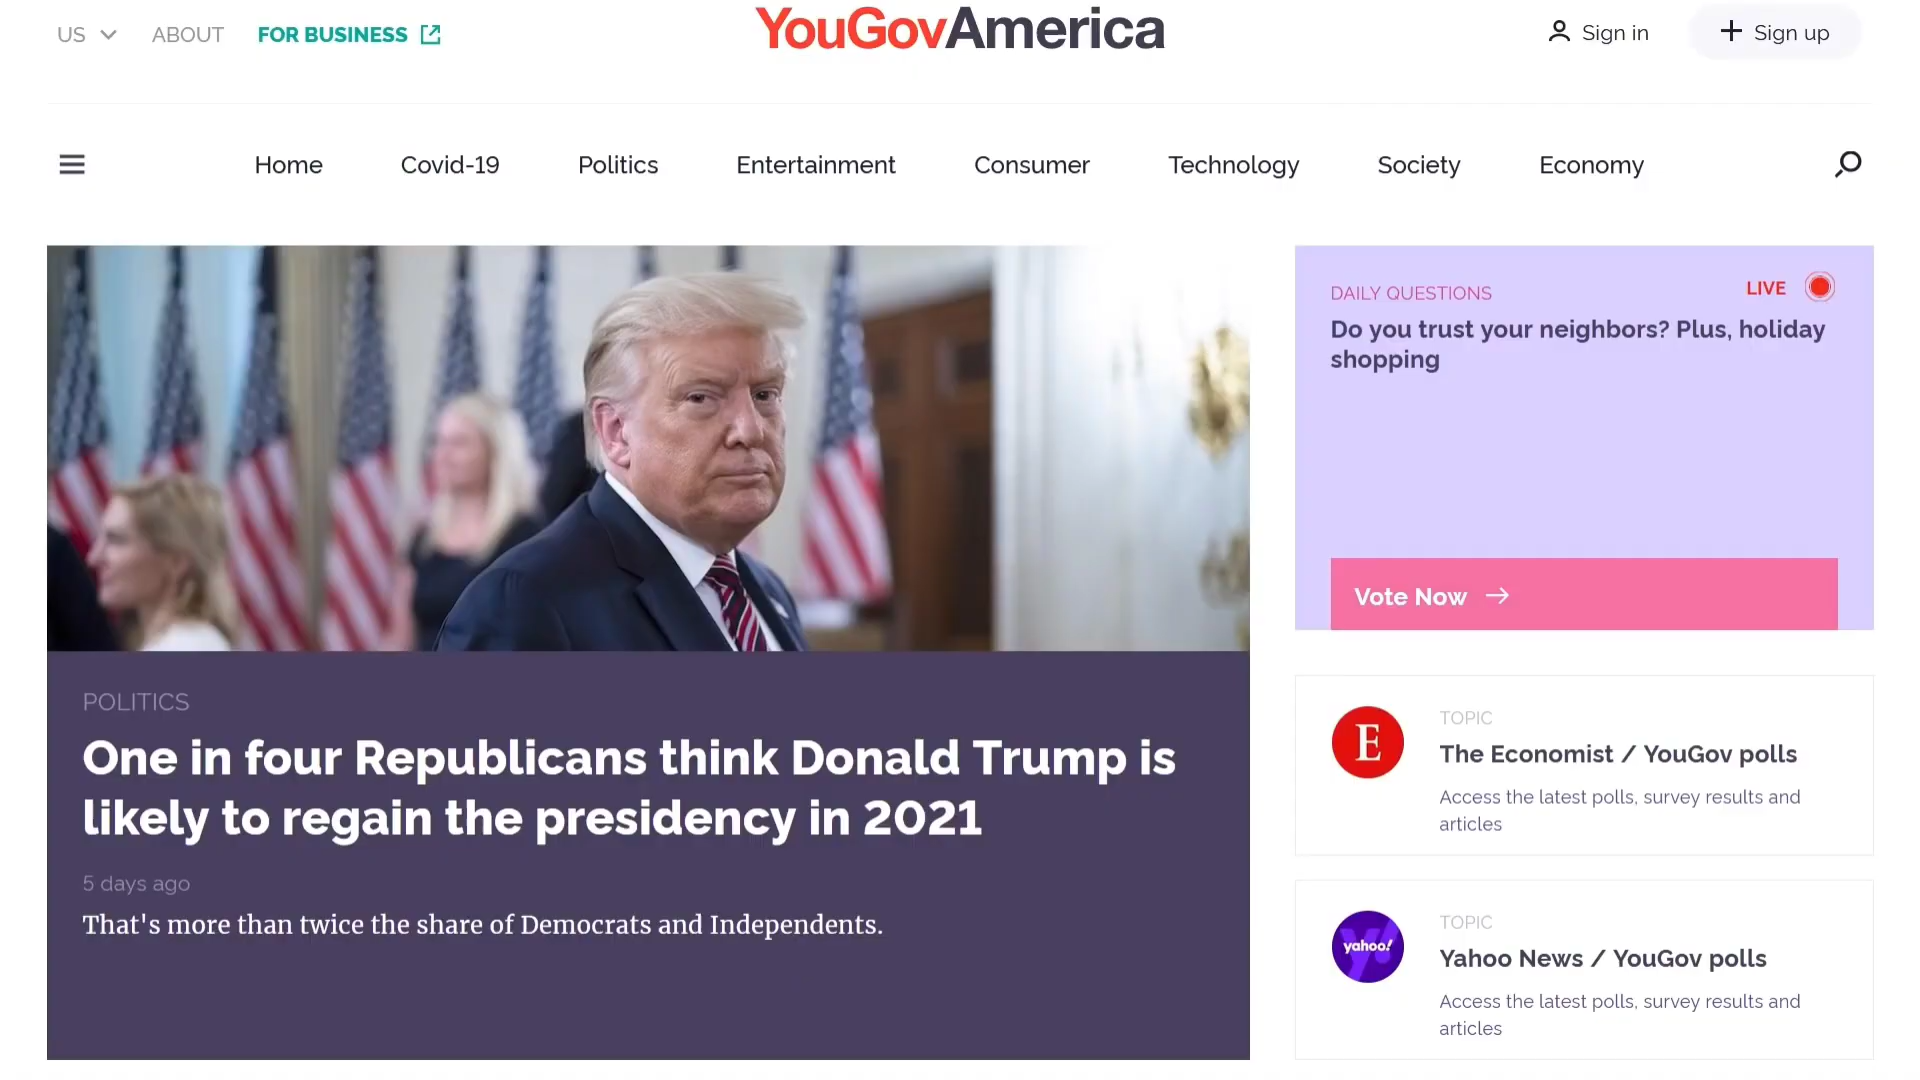 US
ABOUT
FOR BUSINESS
YouGovAmerica
Sign in
Sign up
Home
Covid-19
Politics
Entertainment
Consumer
Technology
Society
Economy
POLITICS
One in four Republicans think Donald Trump is
likely to regain the presidency in 2021
5 days ago
That's more than twice the share of Democrats and Independents.
DAILY QUESTIONS
LIVE
Do you trust your neighbors? Plus, holiday
shopping
Vote Now
E
TOPIC
The Economist / YouGov polls
Access the latest polls, survey results and
articles
yahoo!
TOPIC
Yahoo News / YouGov polls
Access the latest polls, survey results and
articles